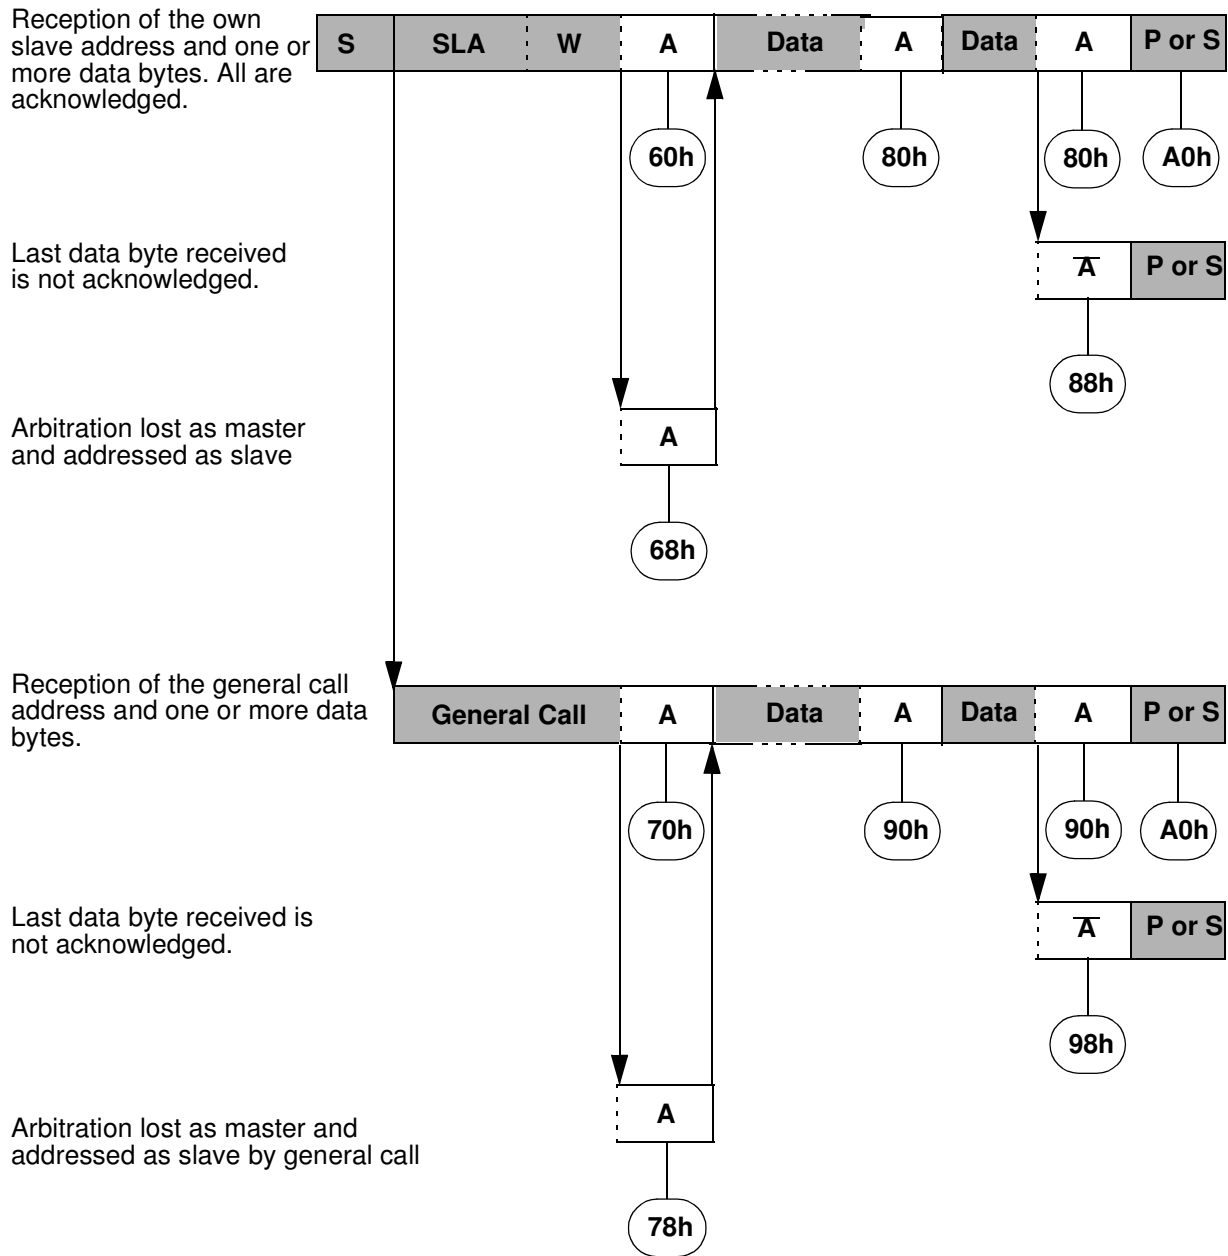 Reception of the own
slave address and one or
more data bytes. All are
acknowledged.
S SLA W A Data A Data A P or S
60h 80h 80h A0h
Last data byte received
is not acknowledged.
A̅ P or S
88h
Arbitration lost as master
and addressed as slave
A
68h
Reception of the general call
address and one or more data
bytes.
General Call A Data A Data A P or S
70h 90h 90h A0h
Last data byte received is
not acknowledged.
A̅ P or S
98h
A
Arbitration lost as master and
addressed as slave by general call
78h